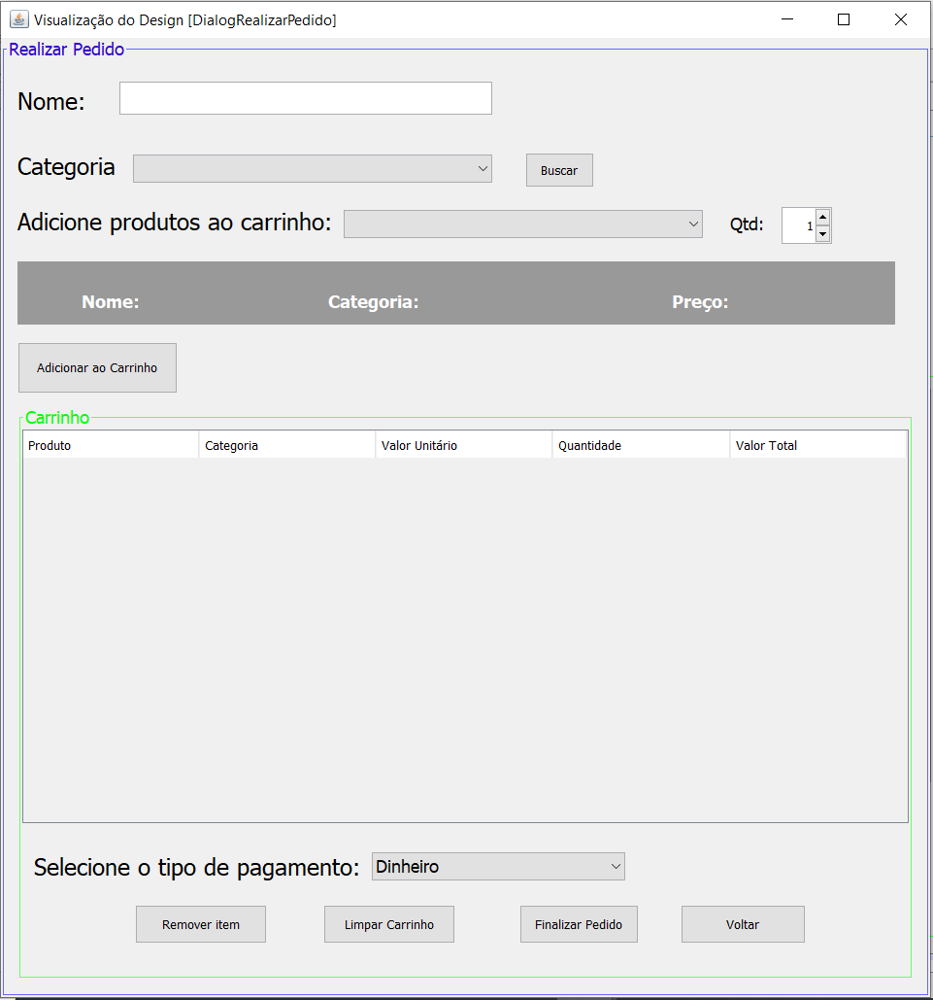 Visualização do Design [DialogRealizarPedido]
Realizar Pedido
Nome:
Categoria
Buscar
Adicione produtos ao carrinho:
Qtd:
1
Nome:
Categoria:
Preço:
Adicionar ao Carrinho
Carrinho
Produto
Categoria
Valor Unitário
Quantidade
Valor Total
Selecione o tipo de pagamento:
Dinheiro
Remover item
Limpar Carrinho
Finalizar Pedido
Voltar